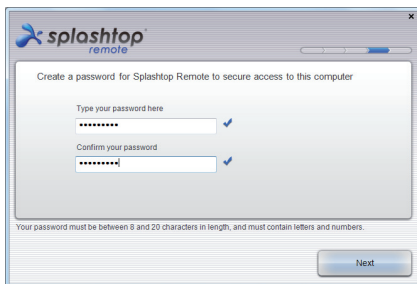 splashtop
remote
Create a password for Splashtop Remote to secure access to this computer
Type your password here
•••••••••
Confirm your password
•••••••••
Your password must be between 8 and 20 characters in length, and must contain letters and numbers.
Next